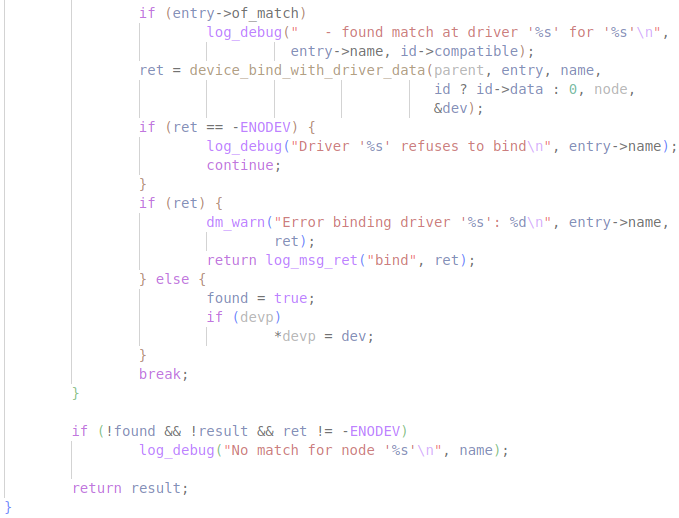 if (entry->of_match)
log_debug("   - found match at driver '%s' for '%s'\n",
entry->name, id->compatible);
ret = device_bind_with_driver_data(parent, entry, name,
id ? id->data : 0, node,
&dev);
if (ret == -ENODEV) {
log_debug("Driver '%s' refuses to bind\n", entry->name);
continue;
}
if (ret) {
dm_warn("Error binding driver '%s': %d\n", entry->name,
ret);
return log_msg_ret("bind", ret);
} else {
found = true;
if (devp)
*devp = dev;
}
break;
}
if (!found && !result && ret != -ENODEV)
log_debug("No match for node '%s'\n", name);
return result;
}